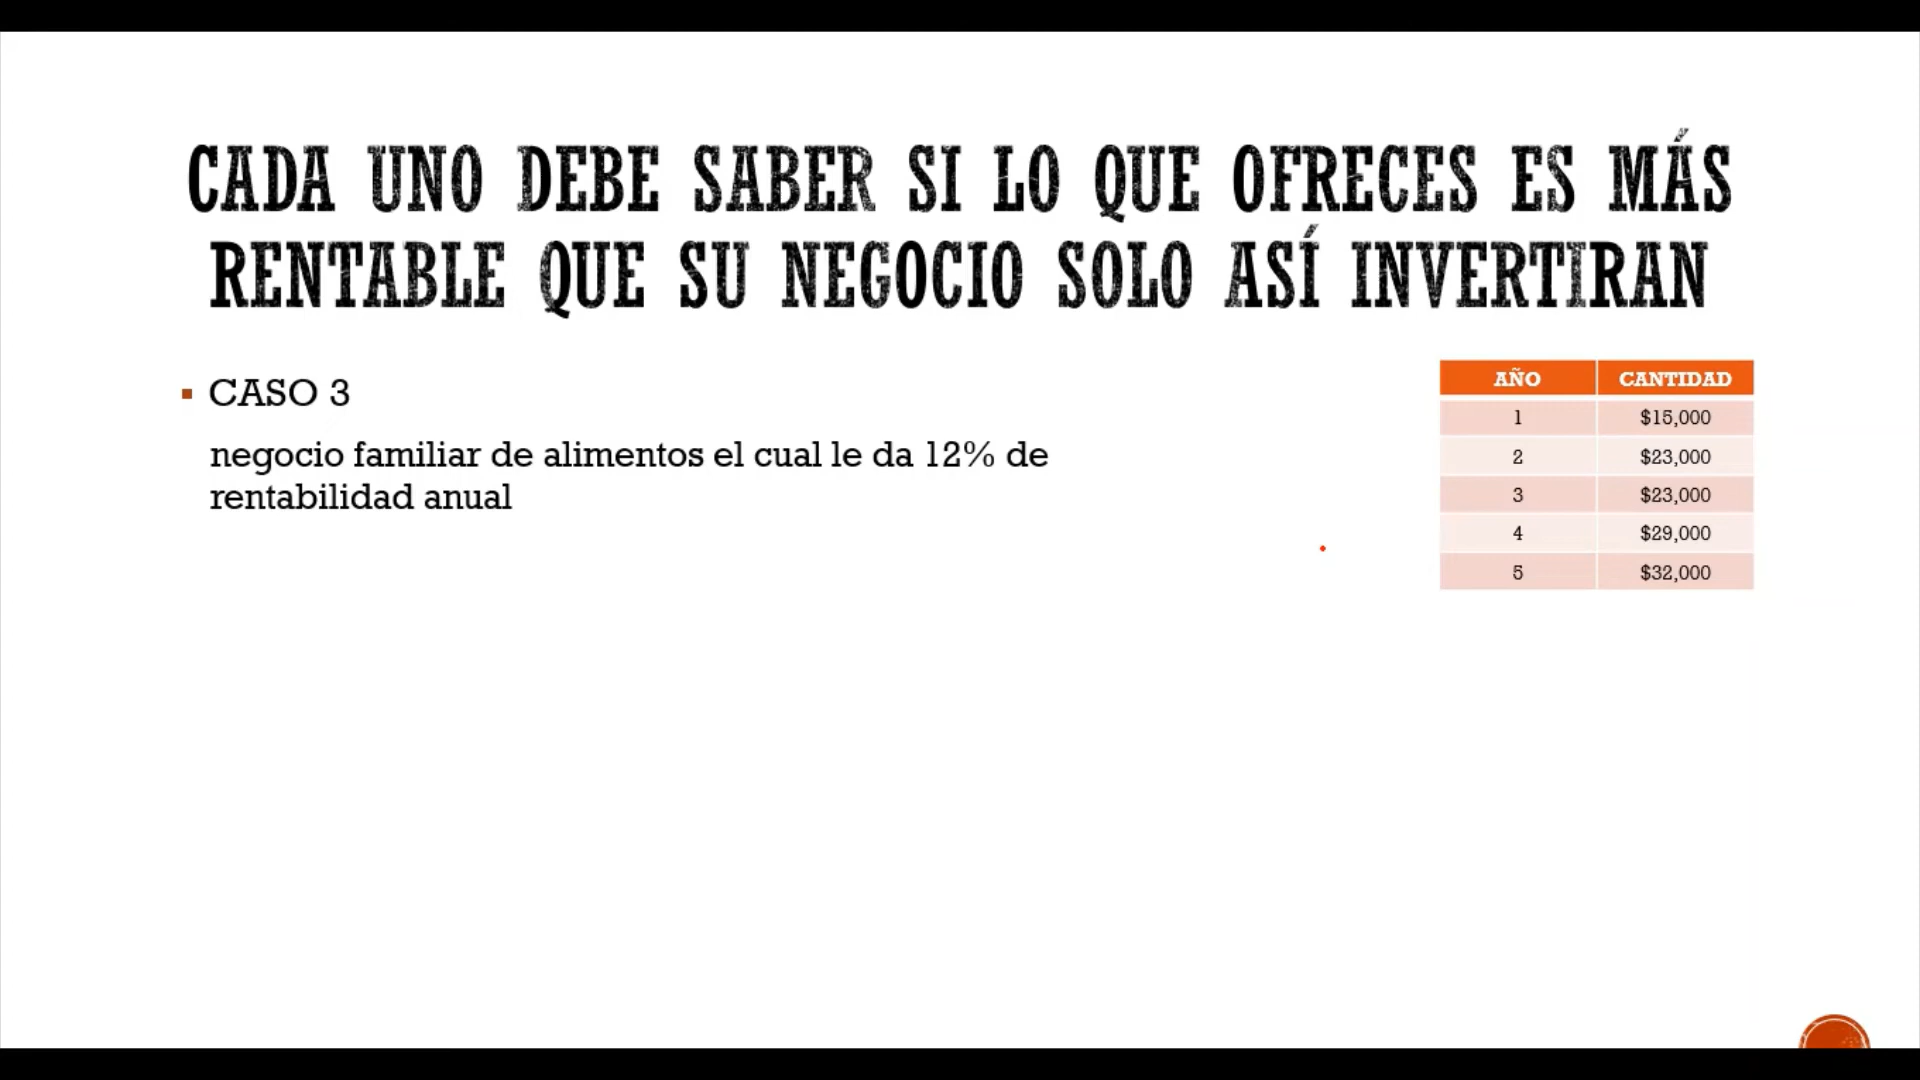 CADA UNO DEBE SABER SI LO QUE OFRECES ES MÁS
RENTABLE QUE SU NEGOCIO SOLO ASÍ INVERTIRAN
▪ CASO 3
negocio familiar de alimentos el cual le da 12% de
rentabilidad anual
AÑO CANTIDAD
1 $15,000
2 $23,000
3 $23,000
4 $29,000
5 $32,000